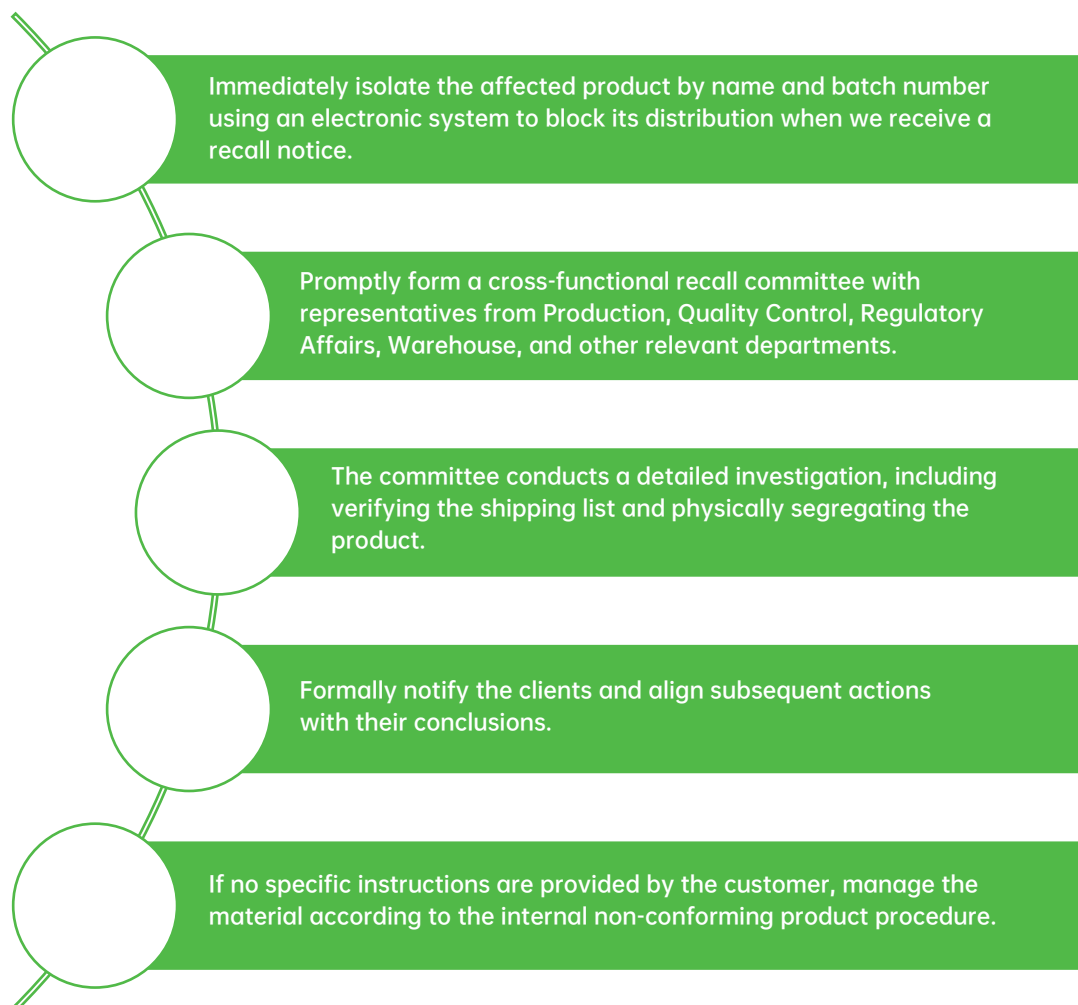 Immediately isolate the affected product by name and batch number
using an electronic system to block its distribution when we receive a
recall notice.
Promptly form a cross-functional recall committee with
representatives from Production, Quality Control, Regulatory
Affairs, Warehouse, and other relevant departments.
The committee conducts a detailed investigation, including
verifying the shipping list and physically segregating the
product.
Formally notify the clients and align subsequent actions
with their conclusions.
If no specific instructions are provided by the customer, manage the
material according to the internal non-conforming product procedure.